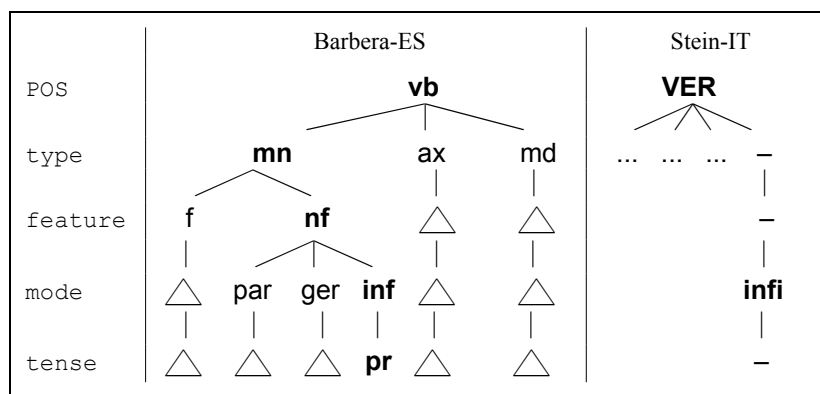 Barbera-ES Stein-IT
POS vb VER
type mn ax md ... ... ... –
feature f nf –
mode par ger inf infi
tense pr –